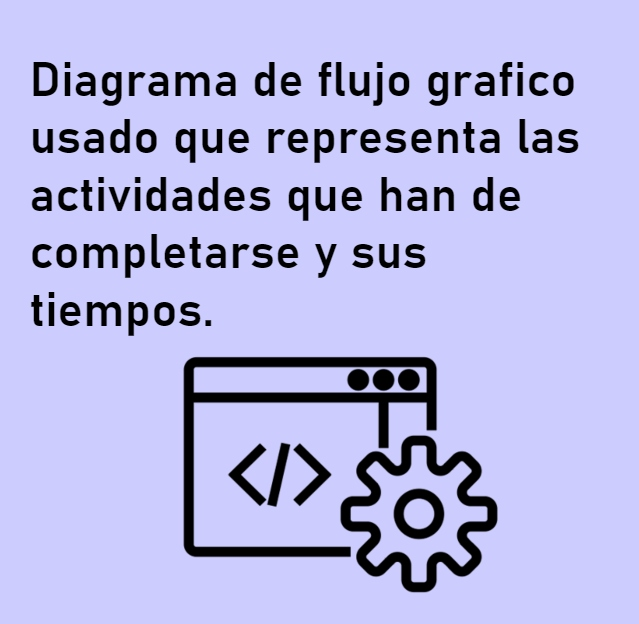 Diagrama de flujo grafico
usado que representa las
actividades que han de
completarse y sus
tiempos.
</>